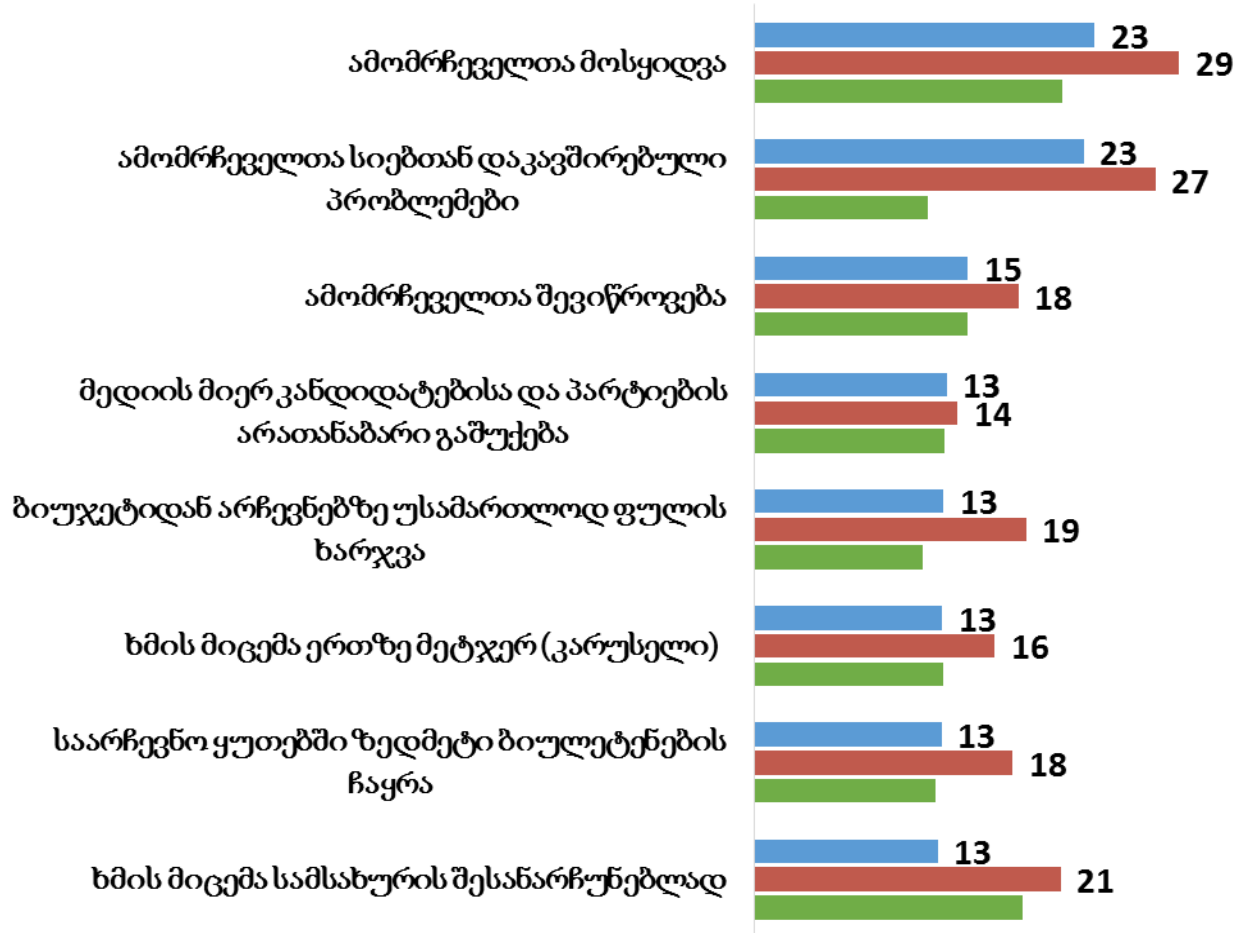 ამომრჩეველთა მოსყიდვა
23
29
ამომრჩეველთა სიებთან დაკავშირებული
პრობლემები
23
27
ამომრჩეველთა შევიწროვება
15
18
მედიის მიერ კანდიდატებისა და პარტიების
არათანაბარი გაშუქება
13
14
ბიუჯეტიდან არჩევნებზე უსამართლოდ ფულის
ხარჯვა
13
19
ხმის მიცემა ერთზე მეტჯერ (კარუსელი)
13
16
საარჩევნო ყუთებში ზედმეტი ბიულეტენების
ჩაყრა
13
18
ხმის მიცემა სამსახურის შესანარჩუნებლად
13
21